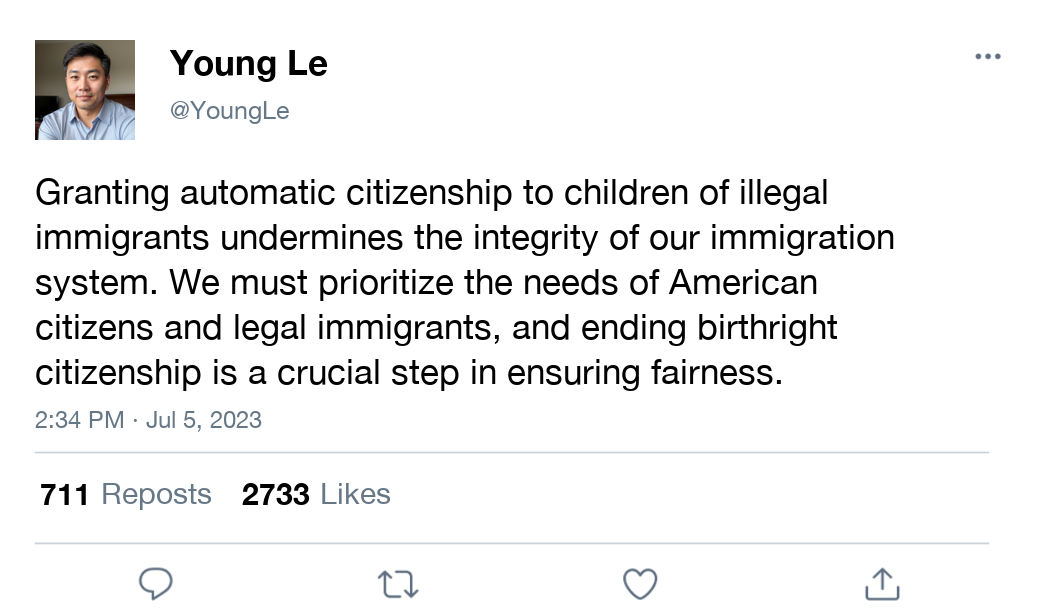 Young Le
@YoungLe
Granting automatic citizenship to children of illegal
immigrants undermines the integrity of our immigration
system. We must prioritize the needs of American
citizens and legal immigrants, and ending birthright
citizenship is a crucial step in ensuring fairness.
2:34 PM · Jul 5, 2023
711 Reposts 2733 Likes